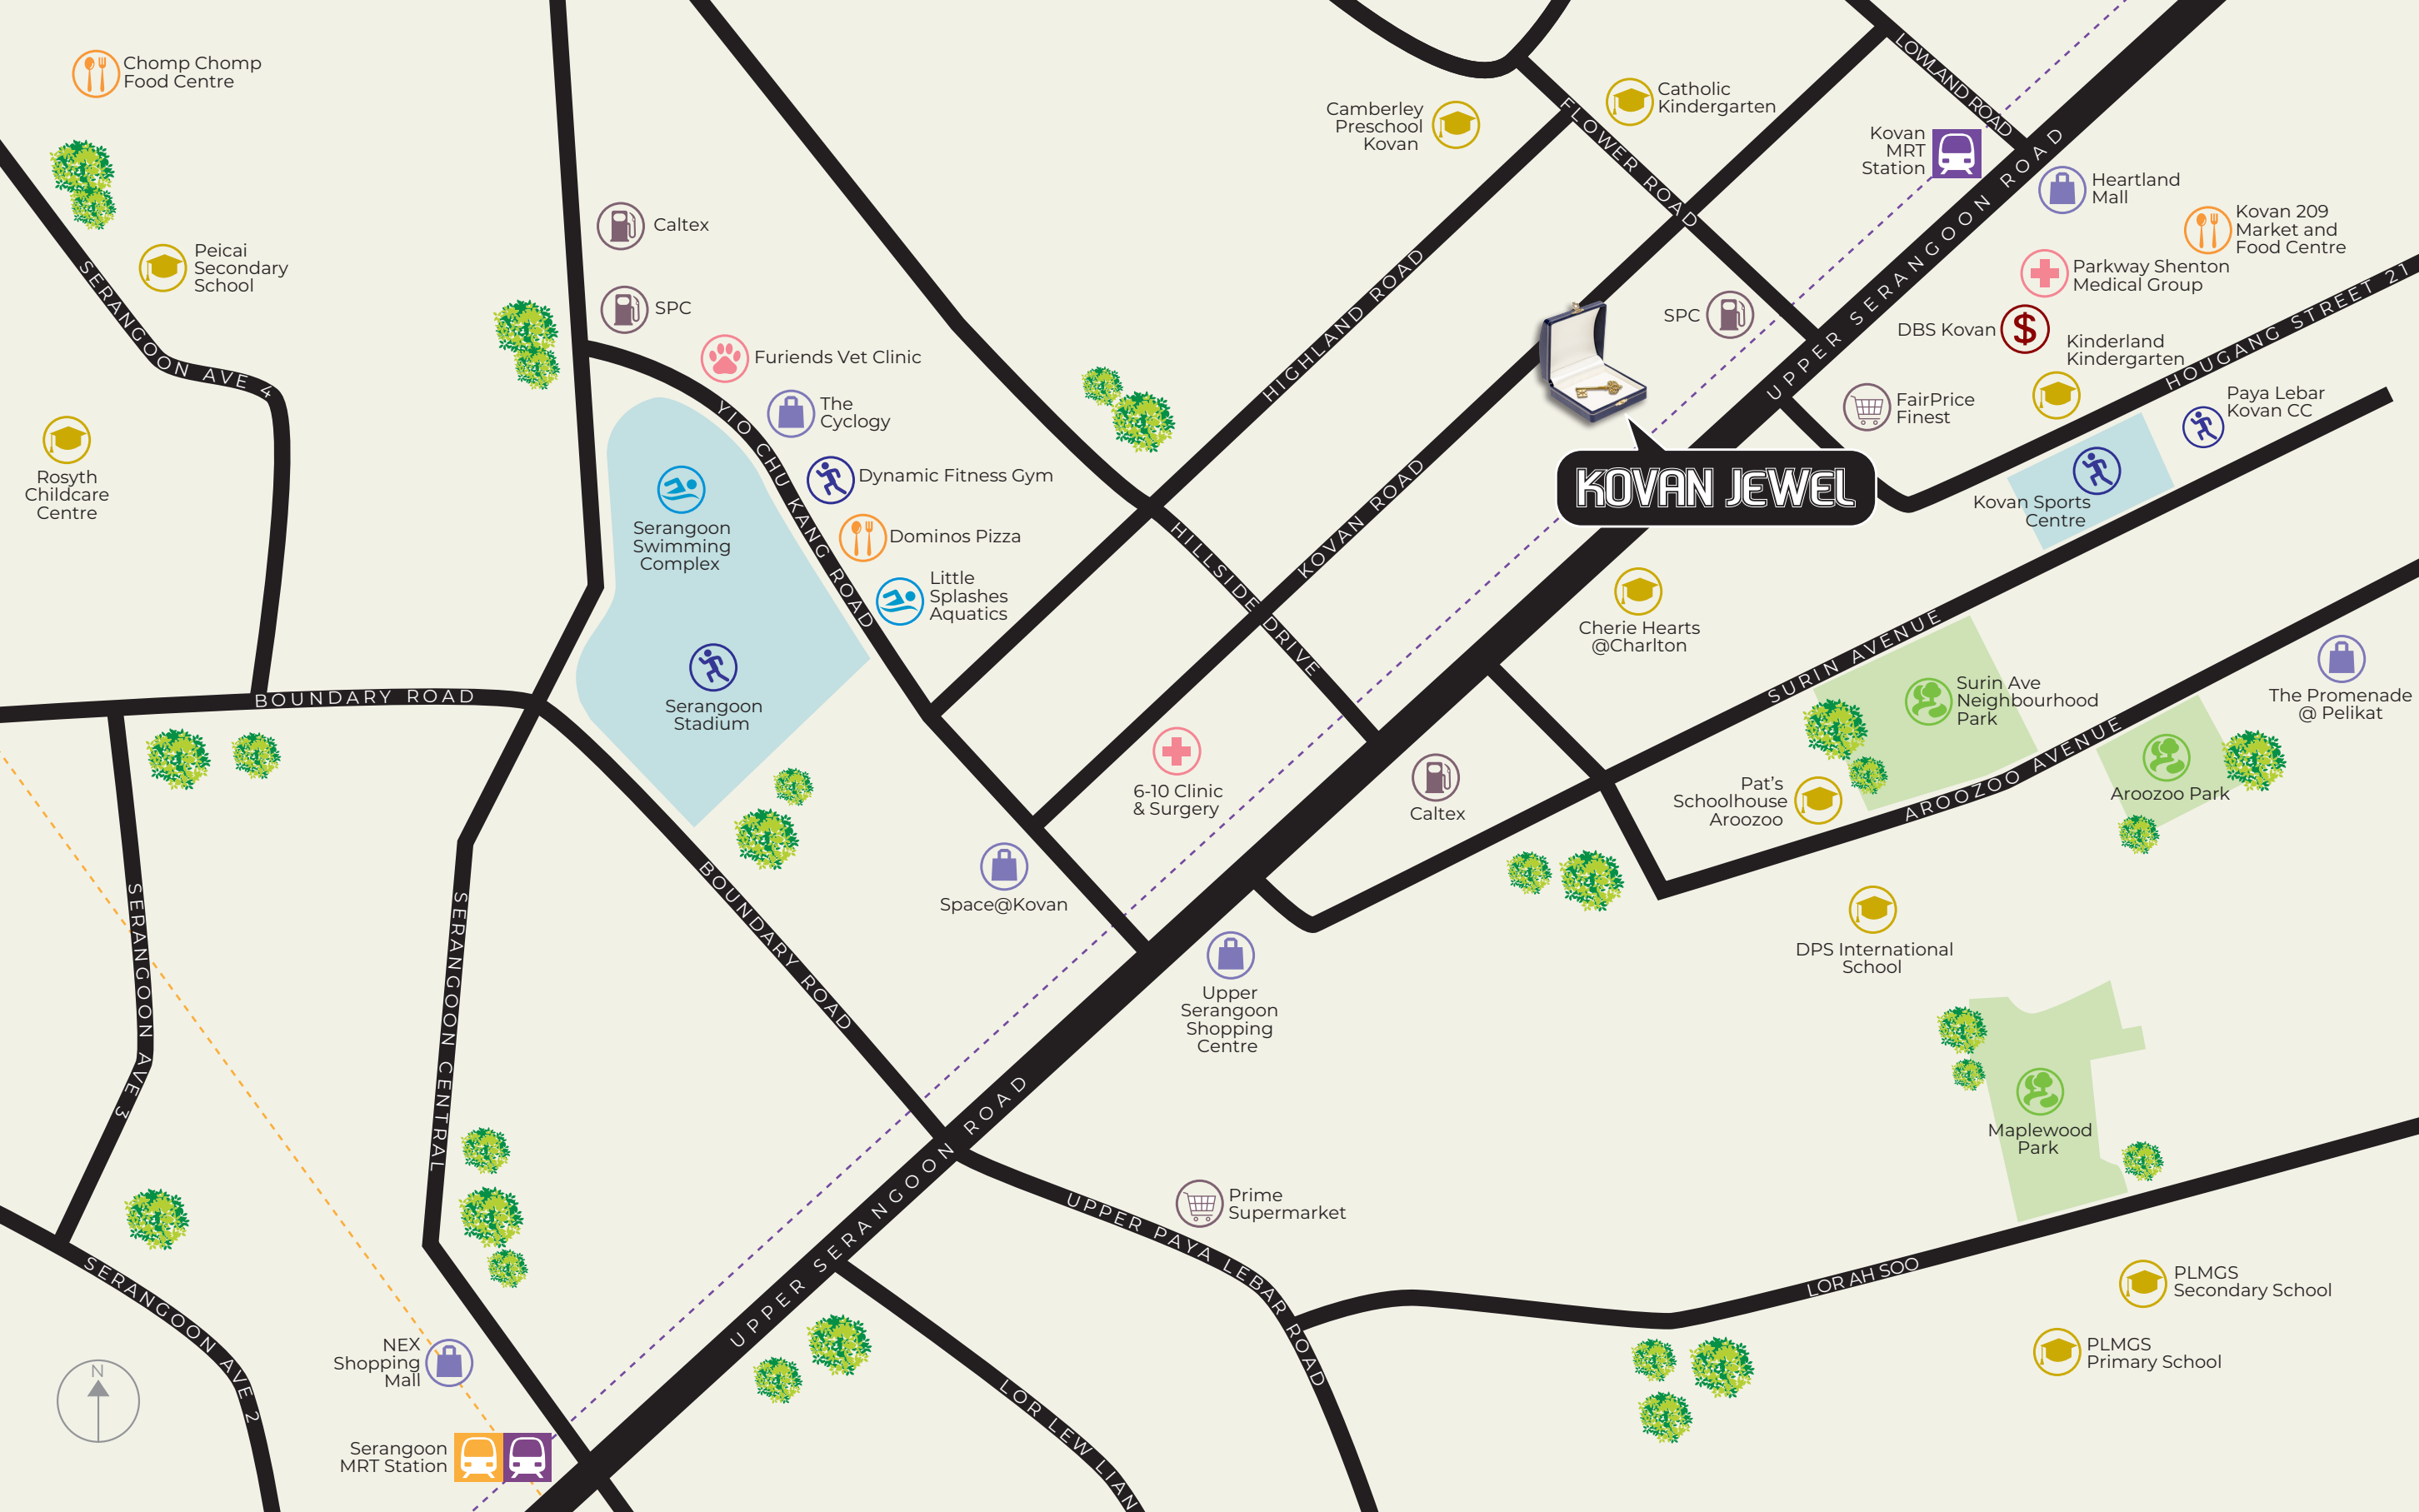 Chomp Chomp
Food Centre
Peicai
Secondary
School
SERANGOON AVE 4
Rosyth
Childcare
Centre
Caltex
SPC
Furiends Vet Clinic
The
Cyclogy
Dynamic Fitness Gym
Dominos Pizza
Little
Splashes
Aquatics
YIO CHU KANG ROAD
Serangoon
Swimming
Complex
Serangoon
Stadium
BOUNDARY ROAD
BOUNDARY ROAD
Camberley
Preschool
Kovan
Catholic
Kindergarten
FLOWER ROAD
LOWLAND ROAD
Kovan
MRT
Station
UPPER SERANGOON ROAD
Heartland
Mall
Kovan 209
Market and
Food Centre
Parkway Shenton
Medical Group
DBS Kovan
Kinderland
Kindergarten
HOUGANG STREET 21
SPC
FairPrice
Finest
Paya Lebar
Kovan CC
Kovan Sports
Centre
KOVAN JEWEL
HIGHLAND ROAD
KOVAN ROAD
HILLSIDE DRIVE
Cherie Hearts
@Charlton
SURIN AVENUE
Surin Ave
Neighbourhood
Park
The Promenade
@ Pelikat
AROOZOO AVENUE
Aroozoo Park
Pat’s
Schoolhouse
Aroozoo
6-10 Clinic
& Surgery
Caltex
Space@Kovan
DPS International
School
Upper
Serangoon
Shopping
Centre
Maplewood
Park
SERANGOON AVE 3
SERANGOON CENTRAL
UPPER SERANGOON ROAD
UPPER PAYA LEBAR ROAD
Prime
Supermarket
LOR AH SOO
PLMGS
Secondary School
PLMGS
Primary School
SERANGOON AVE 2
NEX
Shopping
Mall
N
LOR LEW LIAN
Serangoon
MRT Station